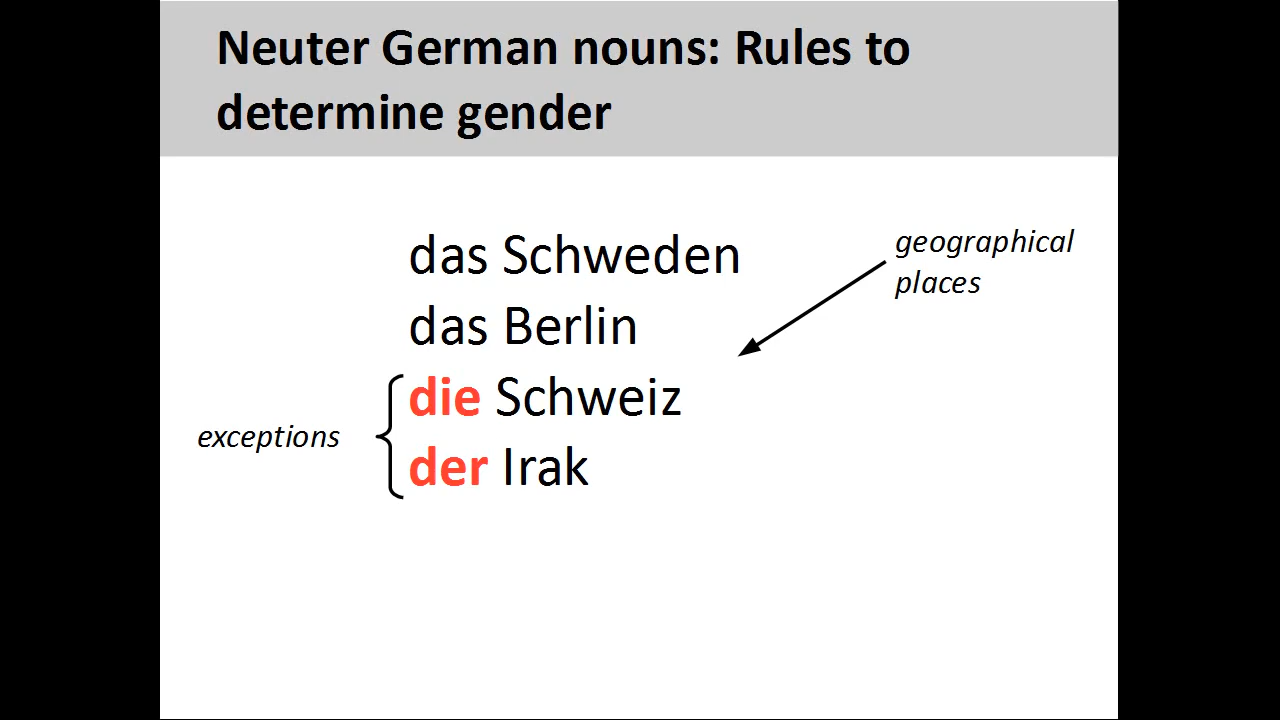 Neuter German nouns: Rules to
determine gender
das Schweden
geographical
places
das Berlin
die Schweiz
exceptions
der Irak